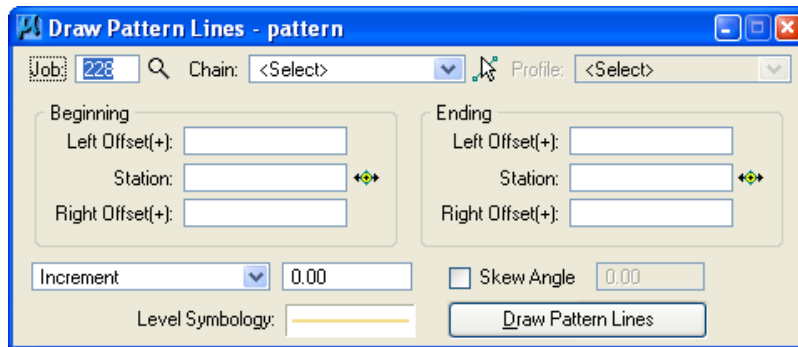 Draw Pattern Lines - pattern
Job: 228 Chain: <Select> Profile: <Select>
Beginning
Left Offset(+):
Station:
Right Offset(+):
Ending
Left Offset(+):
Station:
Right Offset(+):
Increment 0.00 Skew Angle 0.00
Level Symbology: Draw Pattern Lines